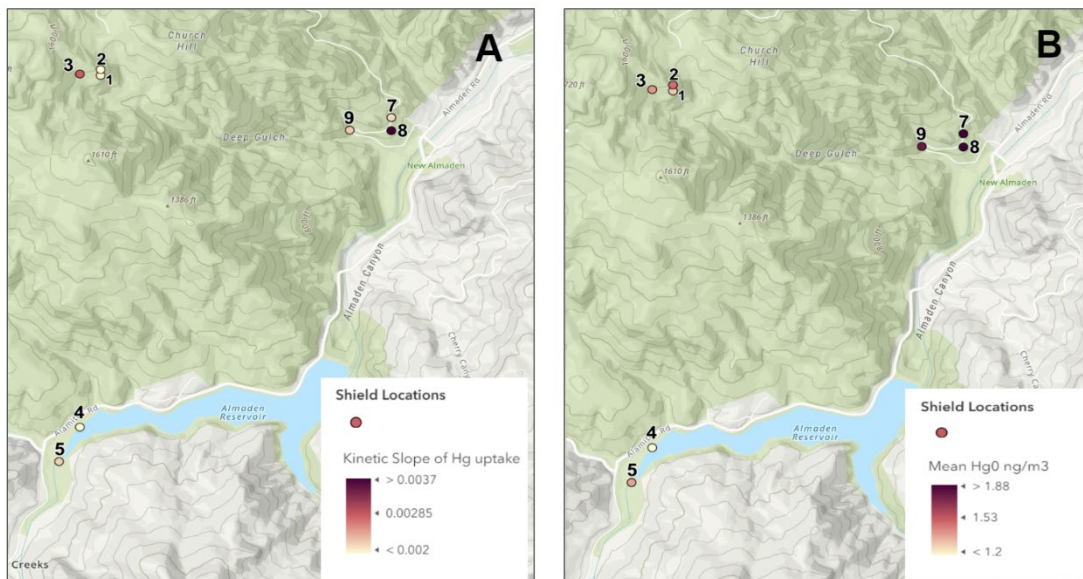 A
1600 ft
Church
Hill
2
3
1
7
9
8
Deep Gulch
Almaden Rd
New Almaden
1610 ft
1386 ft
Almaden Canyon
4
5
Almaden
Reservoir
Creeks
Shield Locations
Kinetic Slope of Hg uptake
> 0.0037
0.00285
< 0.002
B
Church
Hill
2
3
1
7
9
8
Deep Gulch
Almaden Rd
New Almaden
1610 ft
1386 ft
Almaden Canyon
4
5
Almaden
Reservoir
Shield Locations
Mean Hg0 ng/m3
> 1.88
1.53
< 1.2